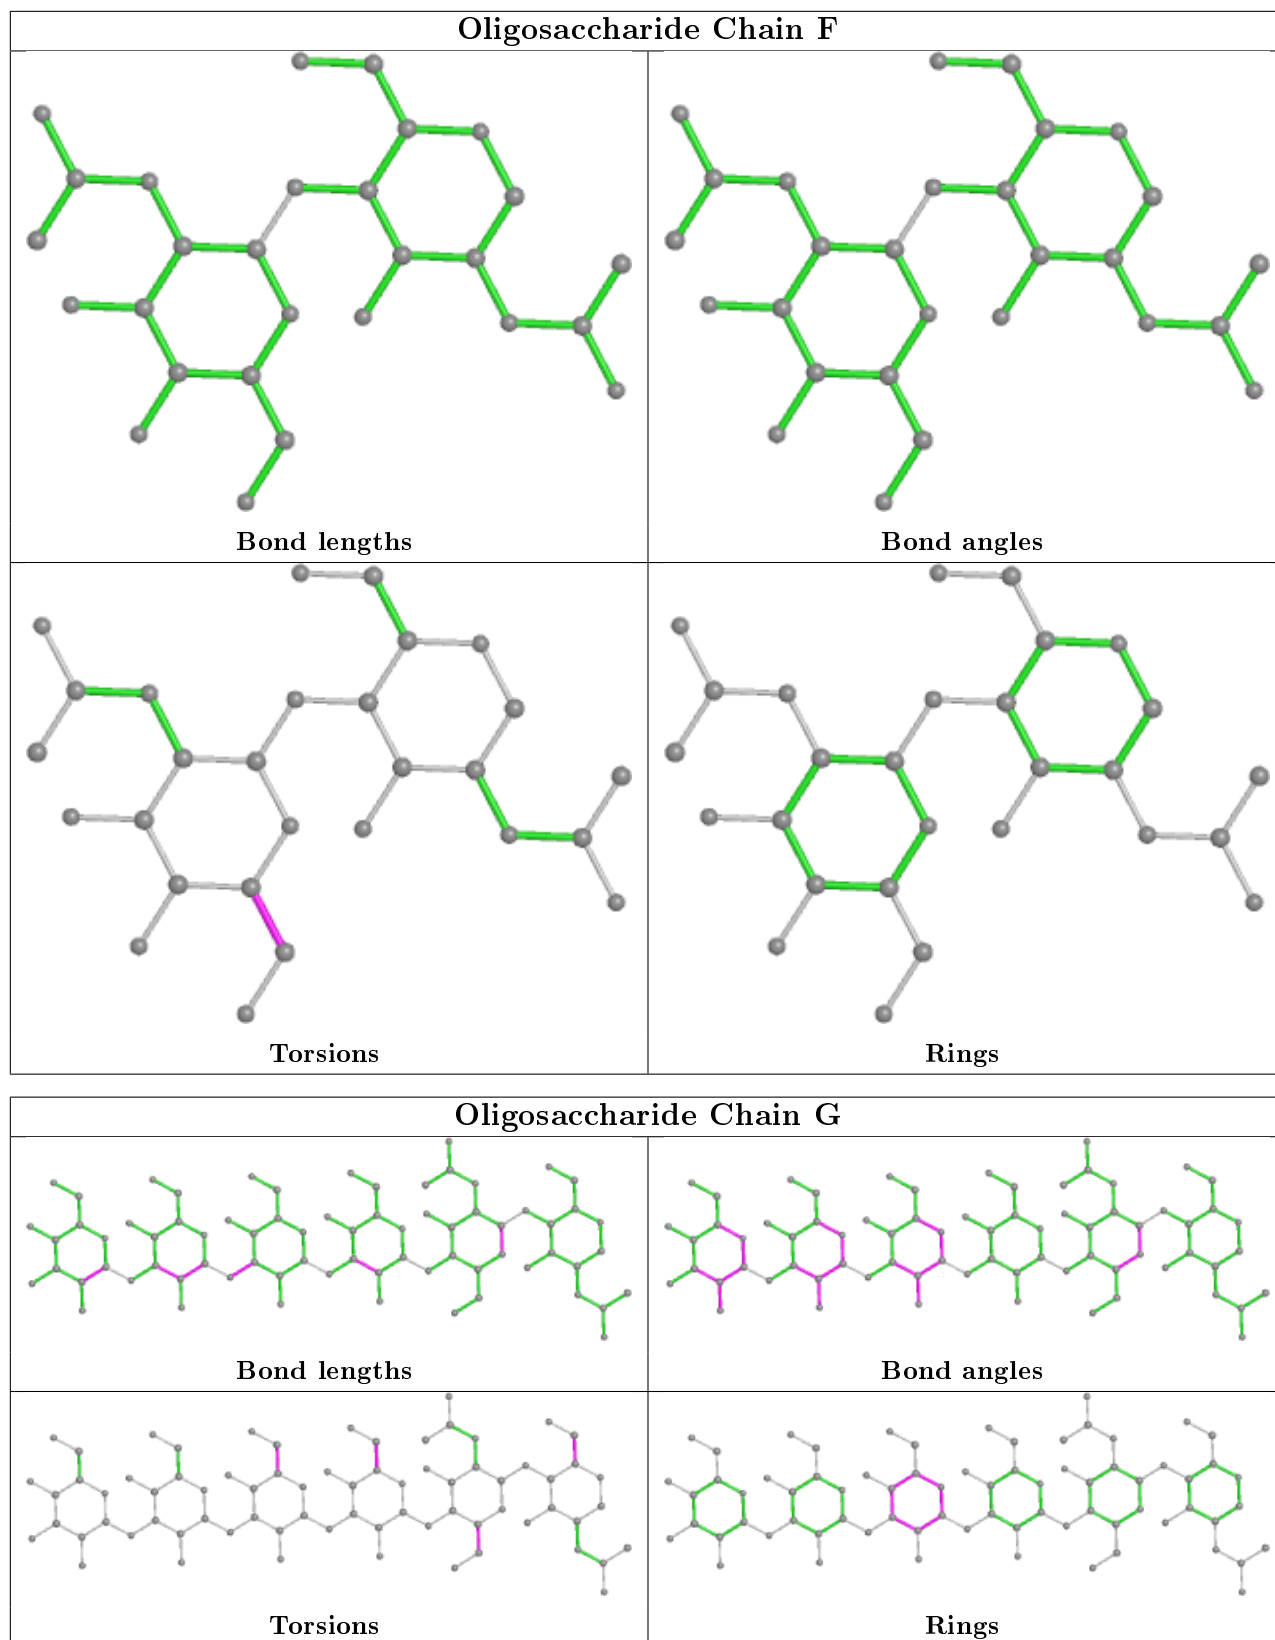 Oligosaccharide Chain F
Bond lengths
Bond angles
Torsions
Rings
Oligosaccharide Chain G
Bond lengths
Bond angles
Torsions
Rings